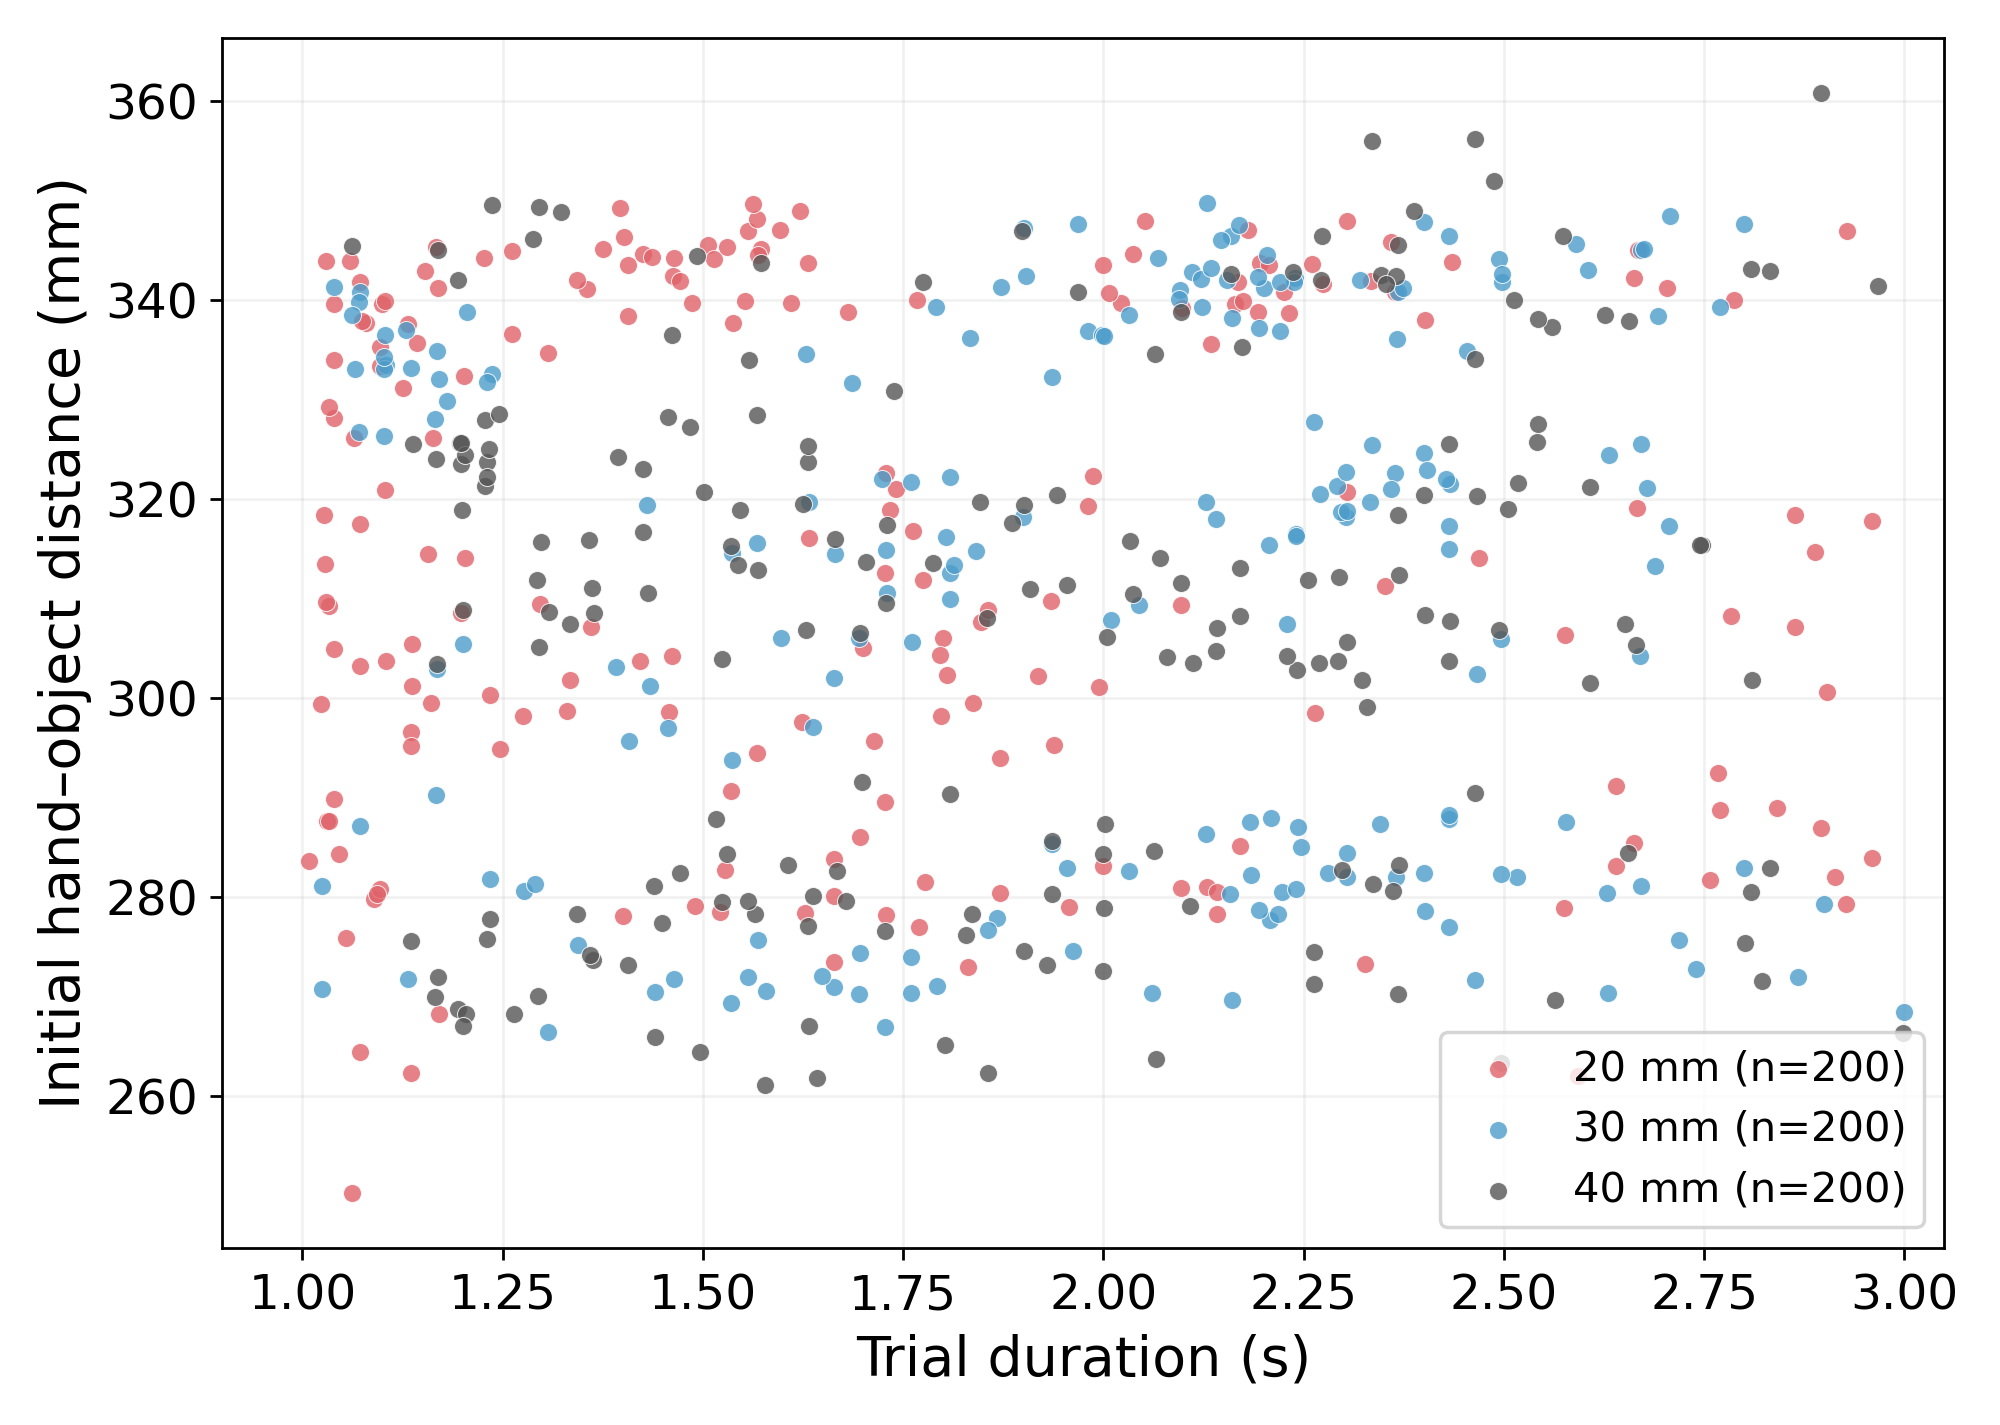 360
340
320
300
280
260
Initial hand–object distance (mm)
20 mm (n=200)
30 mm (n=200)
40 mm (n=200)
1.00 1.25 1.50 1.75 2.00 2.25 2.50 2.75 3.00
Trial duration (s)